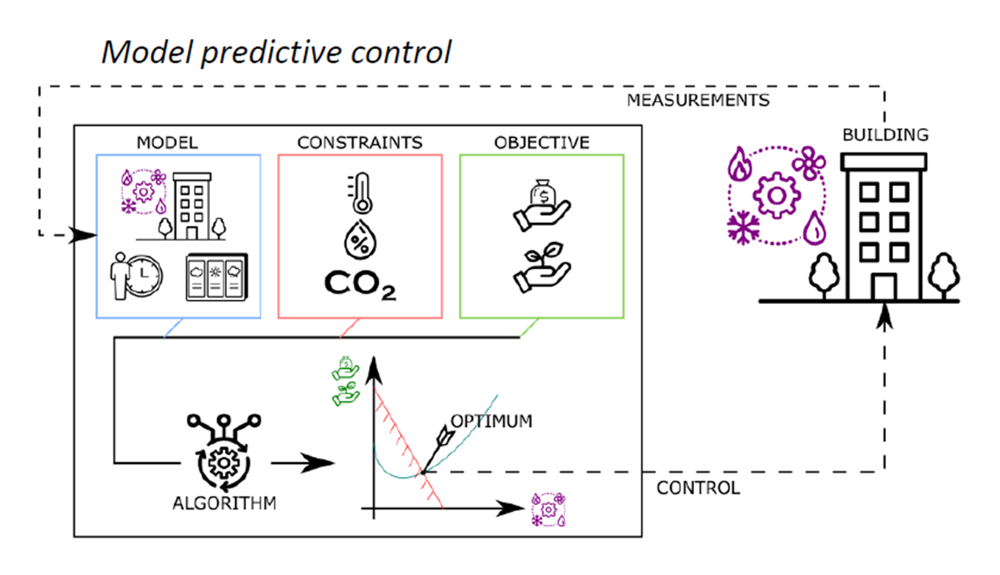 Model predictive control
MEASUREMENTS
BUILDING
MODEL
CONSTRAINTS
OBJECTIVE
$
%
CO₂
$
OPTIMUM
ALGORITHM
CONTROL